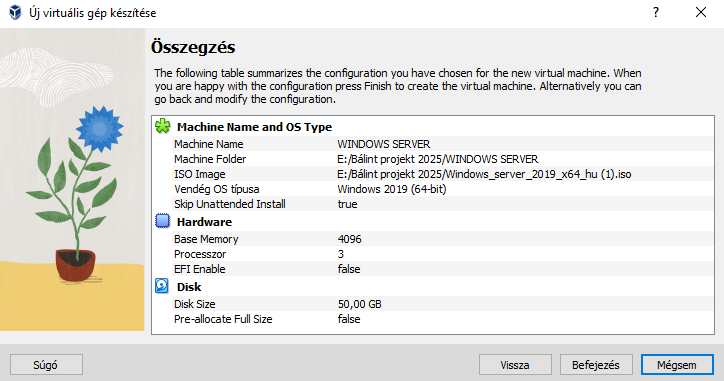 Új virtuális gép készítése
?
Összegzés
The following table summarizes the configuration you have chosen for the new virtual machine. When
you are happy with the configuration press Finish to create the virtual machine. Alternatively you can
go back and modify the configuration.
Machine Name and OS Type
Machine Name WINDOWS SERVER
Machine Folder E:/Bálint projekt 2025/WINDOWS SERVER
ISO Image E:/Bálint projekt 2025/Windows_server_2019_x64_hu (1).iso
Vendég OS típusa Windows 2019 (64-bit)
Skip Unattended Install true
Hardware
Base Memory 4096
Processzor 3
EFI Enable false
Disk
Disk Size 50,00 GB
Pre-allocate Full Size false
Súgó Vissza Befejezés Mégsem